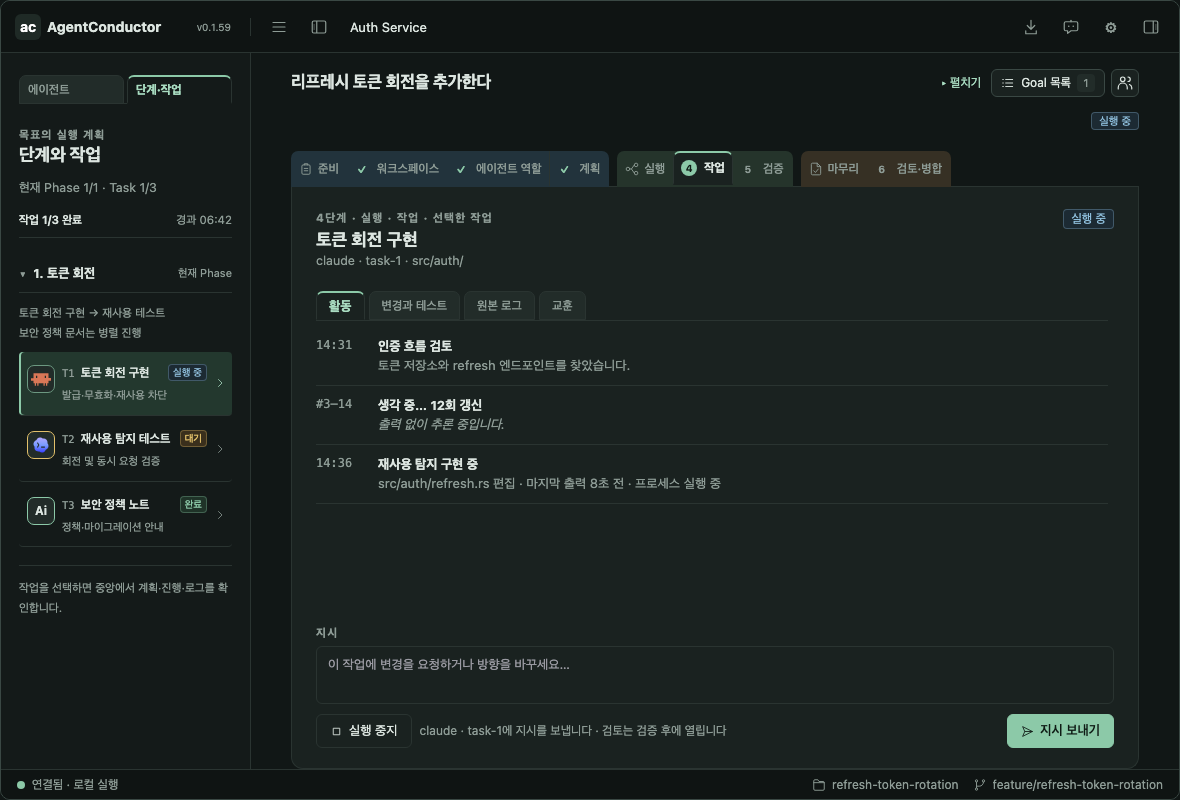 ac AgentConductor v0.1.59 Auth Service
에이전트 단계·작업
목표의 실행 계획
단계와 작업
현재 Phase 1/1 · Task 1/3
작업 1/3 완료 경과 06:42
1. 토큰 회전 현재 Phase
토큰 회전 구현 → 재사용 테스트
보안 정책 문서는 병렬 진행
T1 토큰 회전 구현 실행 중
발급·무효화·재사용 차단
T2 재사용 탐지 테스트 대기
회전 및 동시 요청 검증
Ai T3 보안 정책 노트 완료
정책·마이그레이션 안내
작업을 선택하면 중앙에서 계획·진행·로그를 확
인합니다.
리프레시 토큰 회전을 추가한다 펼치기 Goal 목록 1
실행 중
준비 워크스페이스 에이전트 역할 계획 실행 4 작업 5 검증 마무리 6 검토·병합
4단계 · 실행 · 작업 · 선택한 작업 실행 중
토큰 회전 구현
claude · task-1 · src/auth/
활동 변경과 테스트 원본 로그 교훈
14:31 인증 흐름 검토
토큰 저장소와 refresh 엔드포인트를 찾았습니다.
#3–14 생각 중... 12회 갱신
출력 없이 추론 중입니다.
14:36 재사용 탐지 구현 중
src/auth/refresh.rs 편집 · 마지막 출력 8초 전 · 프로세스 실행 중
지시
이 작업에 변경을 요청하거나 방향을 바꾸세요...
실행 중지 claude · task-1에 지시를 보냅니다 · 검토는 검증 후에 열립니다 지시 보내기
연결됨 · 로컬 실행 refresh-token-rotation feature/refresh-token-rotation